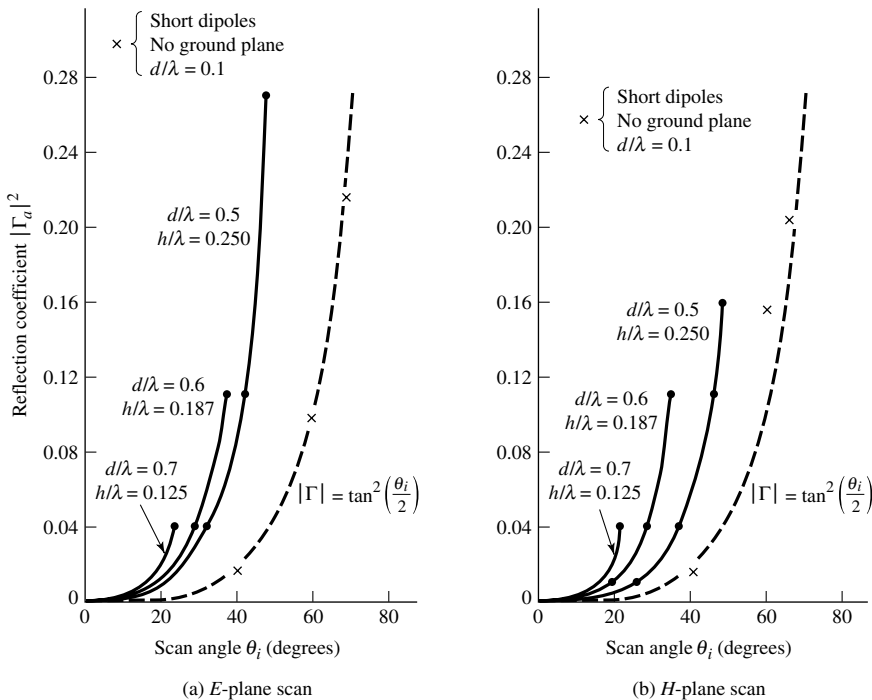 Short dipoles
× { No ground plane
d/λ = 0.1
0.28
0.24
0.20
0.16
0.12
0.08
0.04
0
Reflection coefficient |Γₐ|²
d/λ = 0.5
h/λ = 0.250
d/λ = 0.6
h/λ = 0.187
d/λ = 0.7
h/λ = 0.125
|Γ| = tan² (θᵢ/2)
0 20 40 60 80
Scan angle θᵢ (degrees)
(a) E-plane scan
0.28
Short dipoles
× { No ground plane
d/λ = 0.1
0.24
0.20
0.16
0.12
0.08
0.04
0
d/λ = 0.5
h/λ = 0.250
d/λ = 0.6
h/λ = 0.187
d/λ = 0.7
h/λ = 0.125
|Γ| = tan² (θᵢ/2)
0 20 40 60 80
Scan angle θᵢ (degrees)
(b) H-plane scan